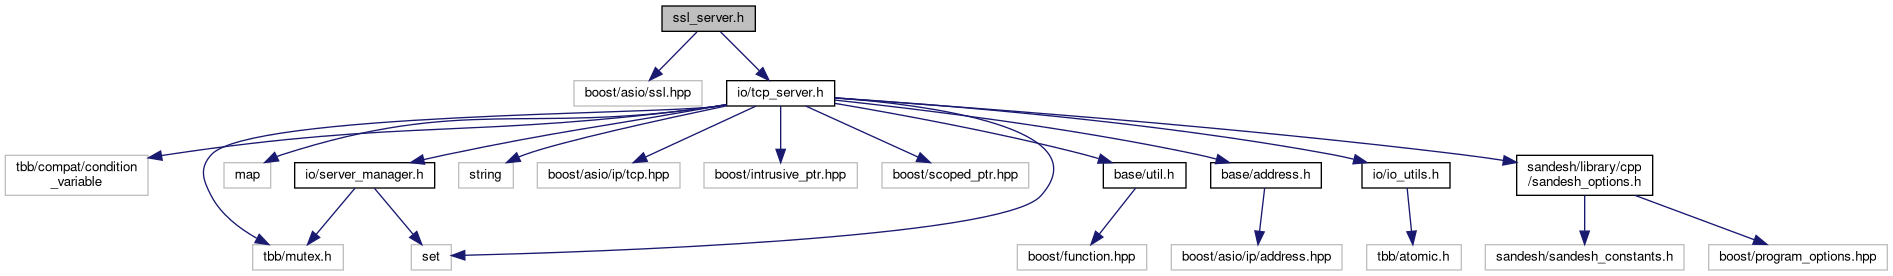 ssl_server.h
boost/asio/ssl.hpp
io/tcp_server.h
tbb/compat/condition
_variable
map
io/server_manager.h
string
boost/asio/ip/tcp.hpp
boost/intrusive_ptr.hpp
boost/scoped_ptr.hpp
base/util.h
base/address.h
io/io_utils.h
sandesh/library/cpp
/sandesh_options.h
tbb/mutex.h
set
boost/function.hpp
boost/asio/ip/address.hpp
tbb/atomic.h
sandesh/sandesh_constants.h
boost/program_options.hpp